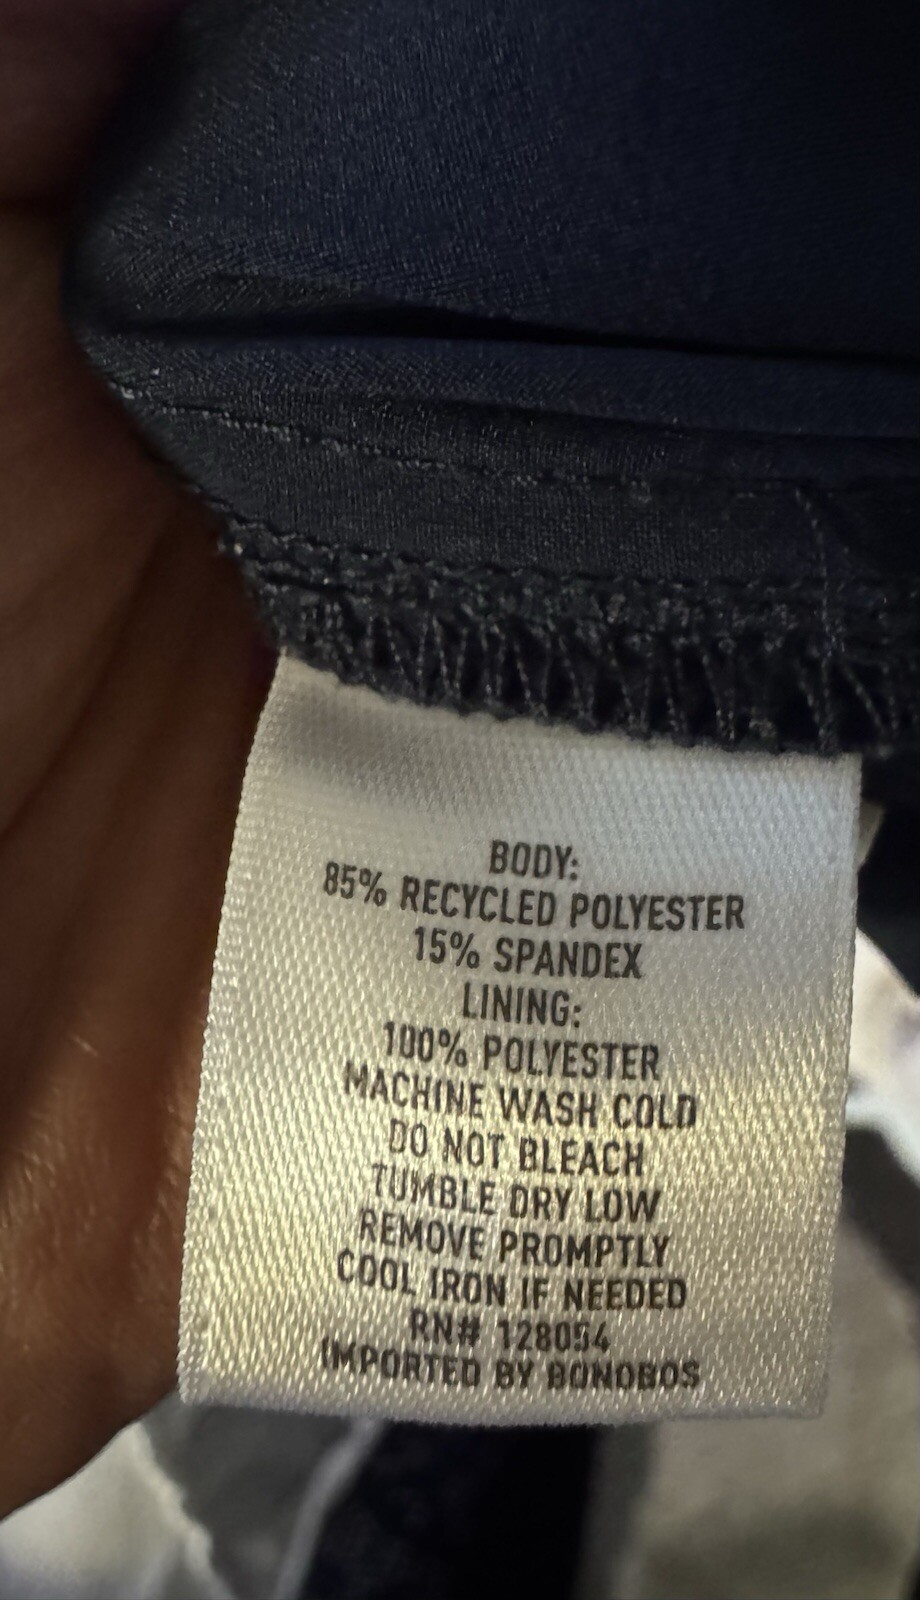 BODY:
85% RECYCLED POLYESTER
15% SPANDEX
LINING:
100% POLYESTER
MACHINE WASH COLD
DO NOT BLEACH
TUMBLE DRY LOW
REMOVE PROMPTLY
COOL IRON IF NEEDED
RN# 128054
IMPORTED BY BONOBOS